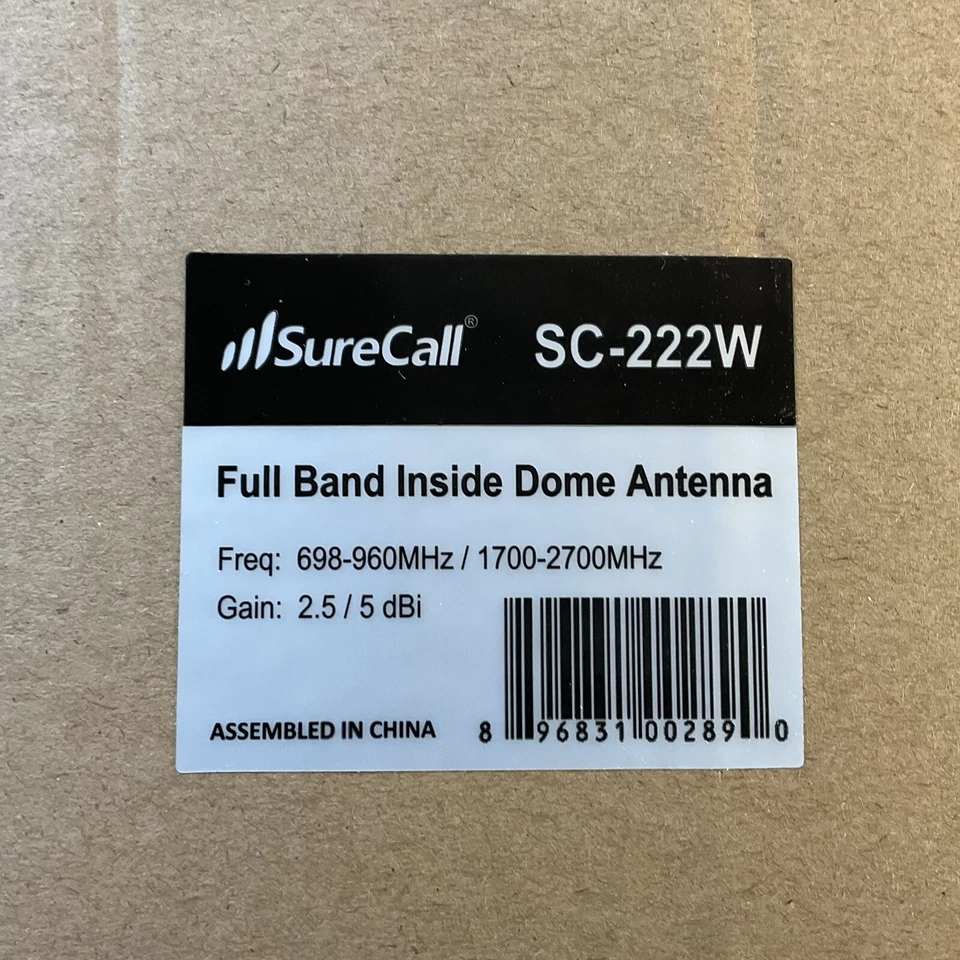 SureCall® SC-222W
Full Band Inside Dome Antenna
Freq: 698-960MHz / 1700-2700MHz
Gain: 2.5 / 5 dBi
ASSEMBLED IN CHINA 8 96831 00289 0